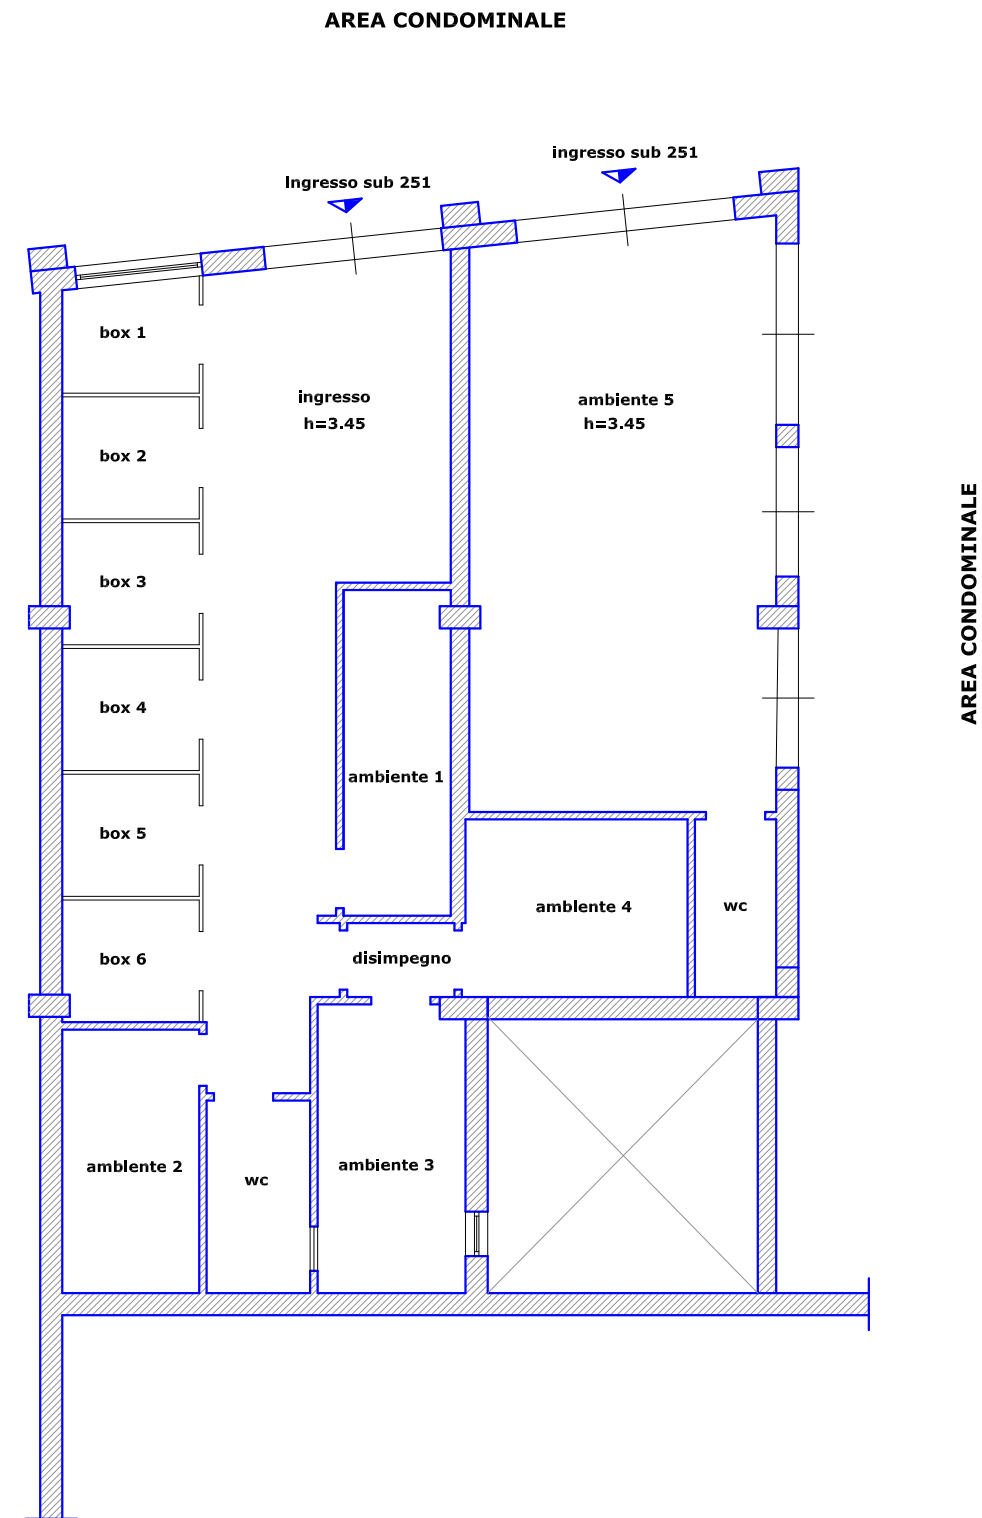 AREA CONDOMINALE
ingresso sub 251
Ingresso sub 251
box 1
ingresso
h=3.45
ambiente 5
h=3.45
box 2
AREA CONDOMINALE
box 3
box 4
ambiente 1
box 5
ambiente 4
wc
box 6
disimpegno
ambiente 2
wc
ambiente 3